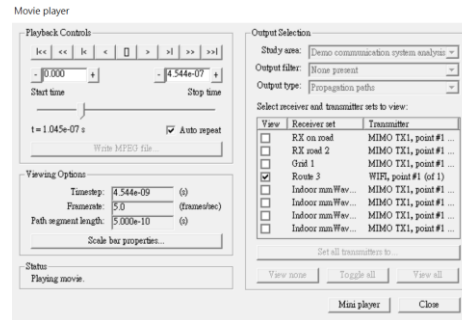 Movie player
Playback Controls
|<< << |< < [] > >| >> >>|
- 0.000 + - 4.544e-07 +
Start time Stop time
t = 1.045e-07 s Auto repeat
Write MPEG file...
Viewing Options
Timestep: 4.544e-09 (s)
Framerate: 5.0 (frames/sec)
Path segment length: 5.000e-10 (s)
Scale bar properties...
Status
Playing movie.
Output Selection
Study area: Demo communication system analysis
Output filter: None present
Output type: Propagation paths
Select receiver and transmitter sets to view:
View Receiver set Transmitter
RX on road MIMO TX1, point #1 ...
RX road 2 MIMO TX1, point #1 ...
Grid 1 MIMO TX1, point #1 ...
Route 3 WIFI, point #1 (of 1)
Indoor mmWav... MIMO TX1, point #1 ...
Indoor mmWav... MIMO TX1, point #1 ...
Indoor mmWav... MIMO TX1, point #1 ...
Indoor mmWav... MIMO TX1, point #1 ...
Set all transmitters to...
View none Toggle all View all
Mini player Close